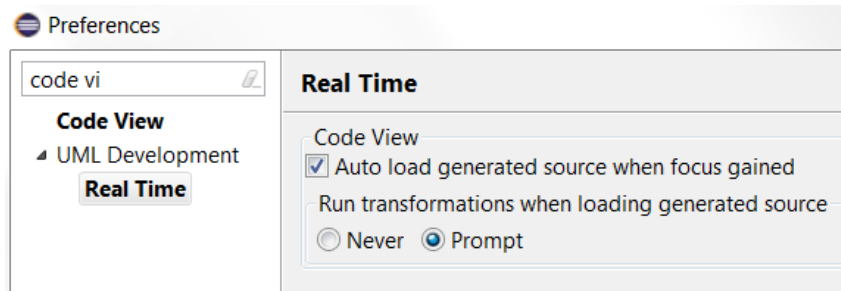 Preferences
code vi
Code View
UML Development
Real Time
Real Time
Code View
Auto load generated source when focus gained
Run transformations when loading generated source
Never Prompt